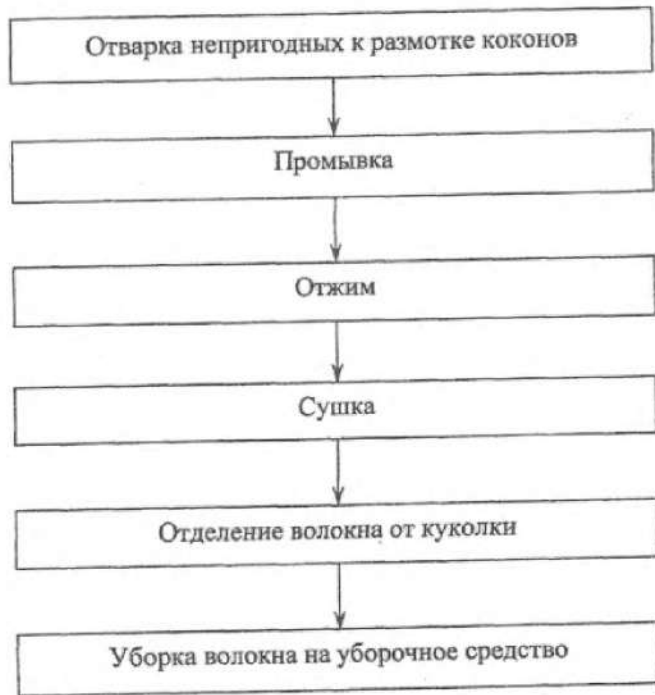 Отварка непригодных к размотке коконов
Промывка
Отжим
Сушка
Отделение волокна от куколки
Уборка волокна на уборочное средство